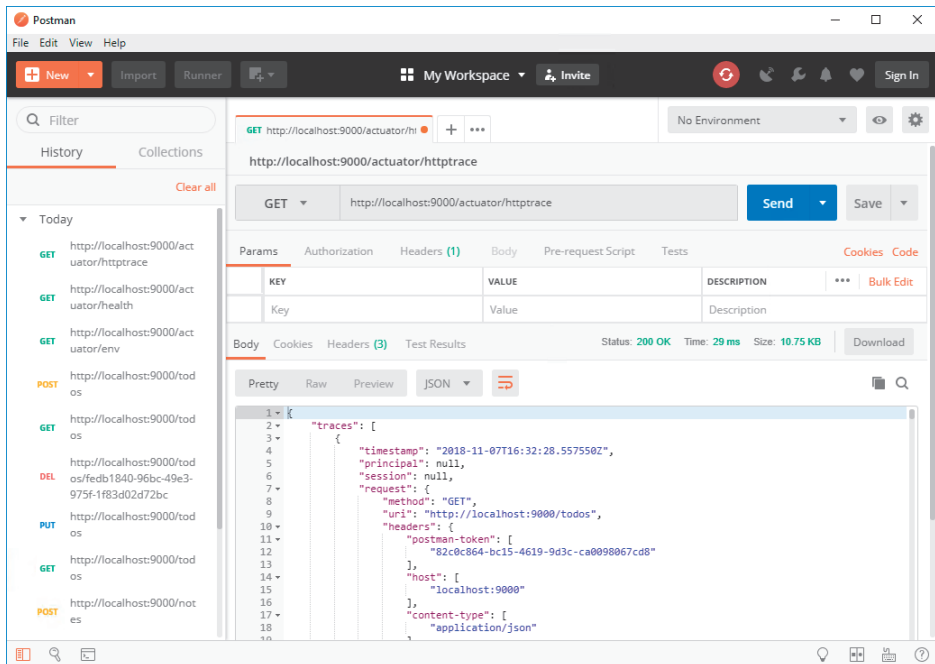 Postman
File Edit View Help
New Import Runner My Workspace Invite Sign In
Filter
History Collections
Clear all
Today
GET http://localhost:9000/act
uator/httptrace
GET http://localhost:9000/act
uator/health
GET http://localhost:9000/act
uator/env
POST http://localhost:9000/tod
os
GET http://localhost:9000/tod
os
DEL http://localhost:9000/tod
os/fedb1840-96bc-49e3-
975f-1f83d02d72bc
PUT http://localhost:9000/tod
os
GET http://localhost:9000/tod
os
POST http://localhost:9000/not
es
GET http://localhost:9000/actuator/ht + ••• No Environment
http://localhost:9000/actuator/httptrace
GET http://localhost:9000/actuator/httptrace Send Save
Params Authorization Headers (1) Body Pre-request Script Tests Cookies Code
KEY VALUE DESCRIPTION ••• Bulk Edit
Key Value Description
Body Cookies Headers (3) Test Results Status: 200 OK Time: 29 ms Size: 10.75 KB Download
Pretty Raw Preview JSON
1 {
2 "traces": [
3 {
4 "timestamp": "2018-11-07T16:32:28.557550Z",
5 "principal": null,
6 "session": null,
7 "request": {
8 "method": "GET",
9 "uri": "http://localhost:9000/todos",
10 "headers": {
11 "postman-token": [
12 "82c0c864-bc15-4619-9d3c-ca0098067cd8"
13 ],
14 "host": [
15 "localhost:9000"
16 ],
17 "content-type": [
18 "application/json"